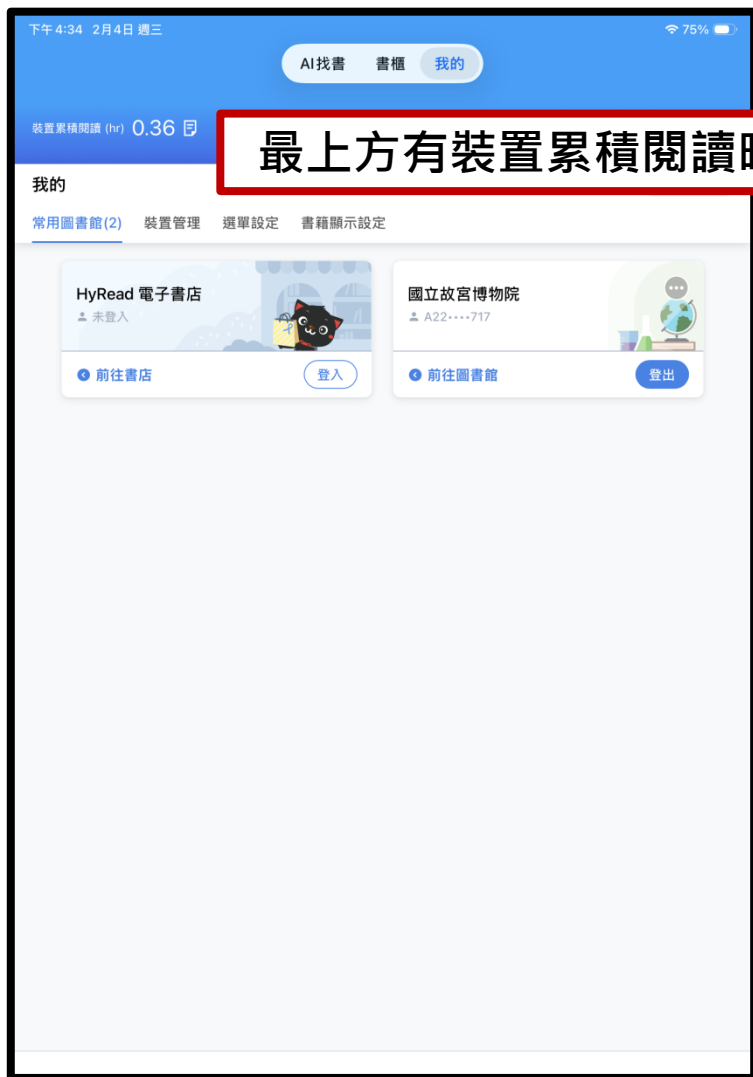 下午4:34 2月4日 週三 75%
AI找書 書櫃 我的
裝置累積閱讀 (hr) 0.36
最上方有裝置累積閱讀
我的
常用圖書館(2) 裝置管理 選單設定 書籍顯示設定
HyRead 電子書店
未登入
前往書店 登入
國立故宮博物院
A22····717
前往圖書館 登出